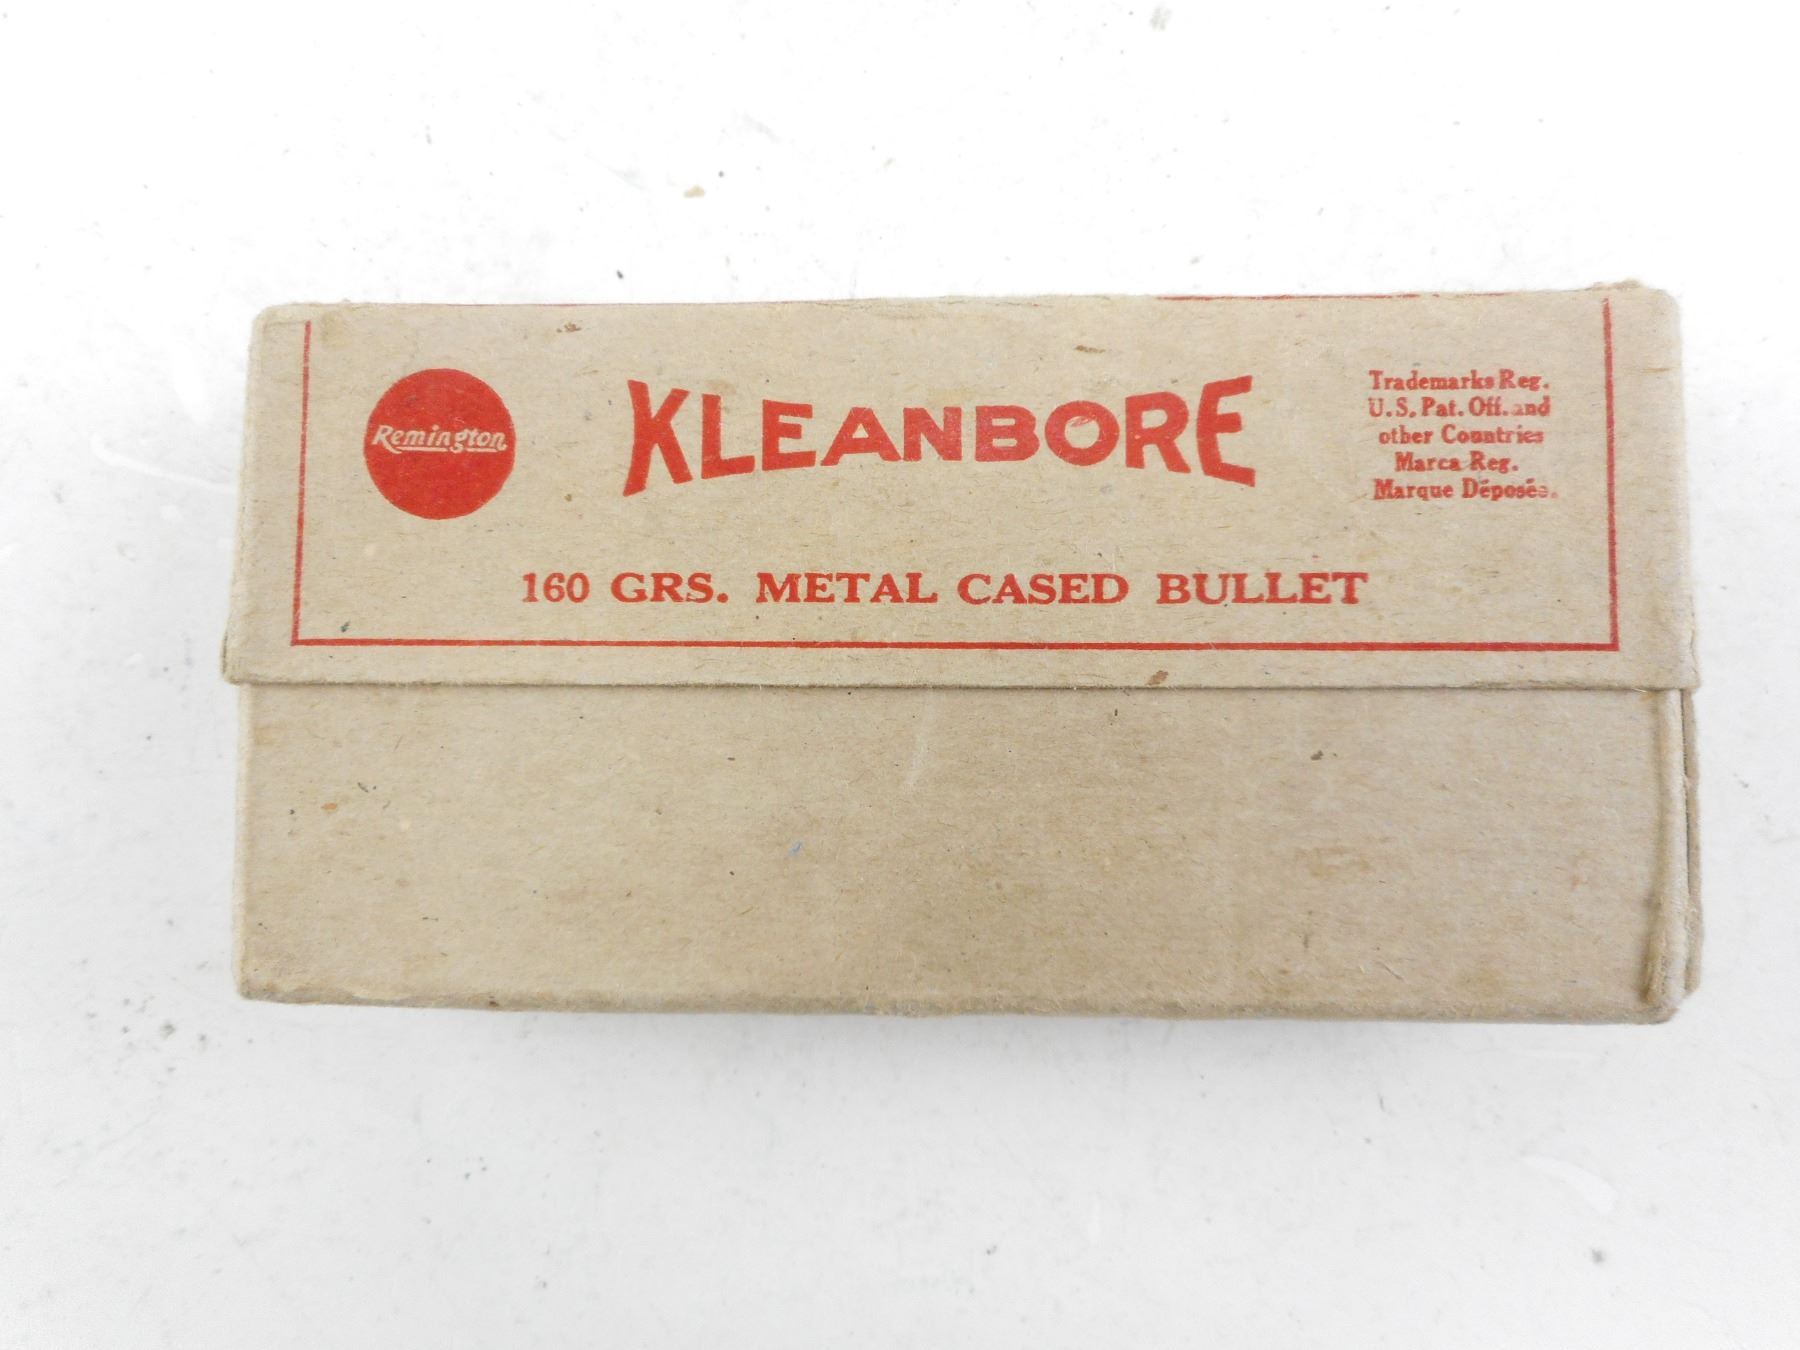 Remington
KLEANBORE
Trademarks Reg.
U.S. Pat. Off. and
other Countries
Marca Reg.
Marque Déposée.
160 GRS. METAL CASED BULLET